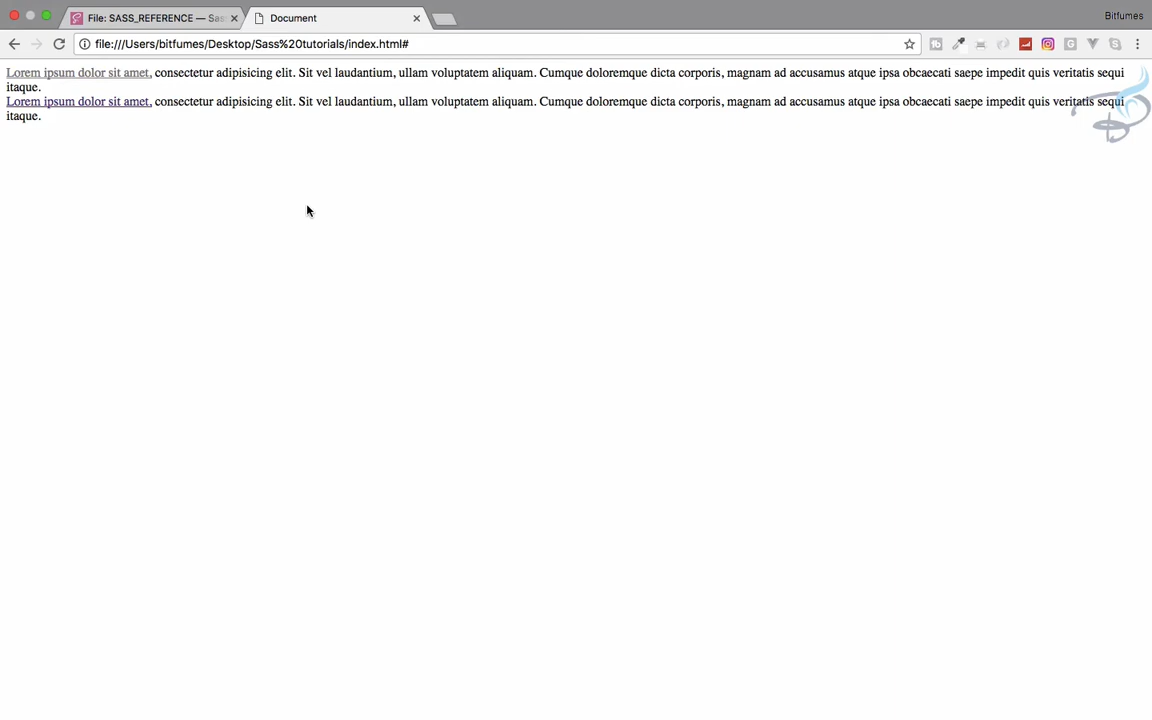 File: SASS_REFERENCE — Sas
Document
Bitfumes
file:///Users/bitfumes/Desktop/Sass%20tutorials/index.html#
Lorem ipsum dolor sit amet, consectetur adipisicing elit. Sit vel laudantium, ullam voluptatem aliquam. Cumque doloremque dicta corporis, magnam ad accusamus atque ipsa obcaecati saepe impedit quis veritatis sequi
itaque.
Lorem ipsum dolor sit amet, consectetur adipisicing elit. Sit vel laudantium, ullam voluptatem aliquam. Cumque doloremque dicta corporis, magnam ad accusamus atque ipsa obcaecati saepe impedit quis veritatis sequi
itaque.